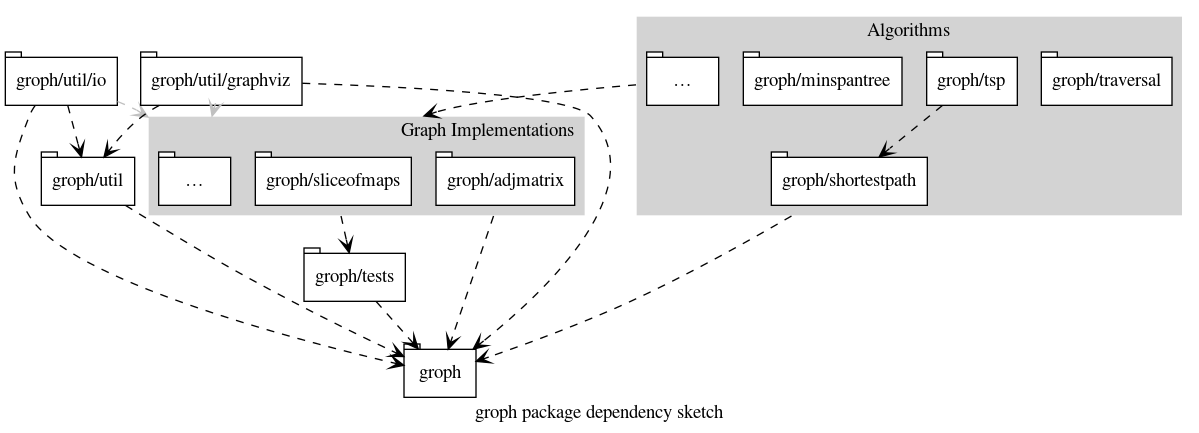 Algorithms
groph/util/io
groph/util/graphviz
…
groph/minspantree
groph/tsp
groph/traversal
Graph Implementations
groph/util
…
groph/sliceofmaps
groph/adjmatrix
groph/shortestpath
groph/tests
groph
groph package dependency sketch